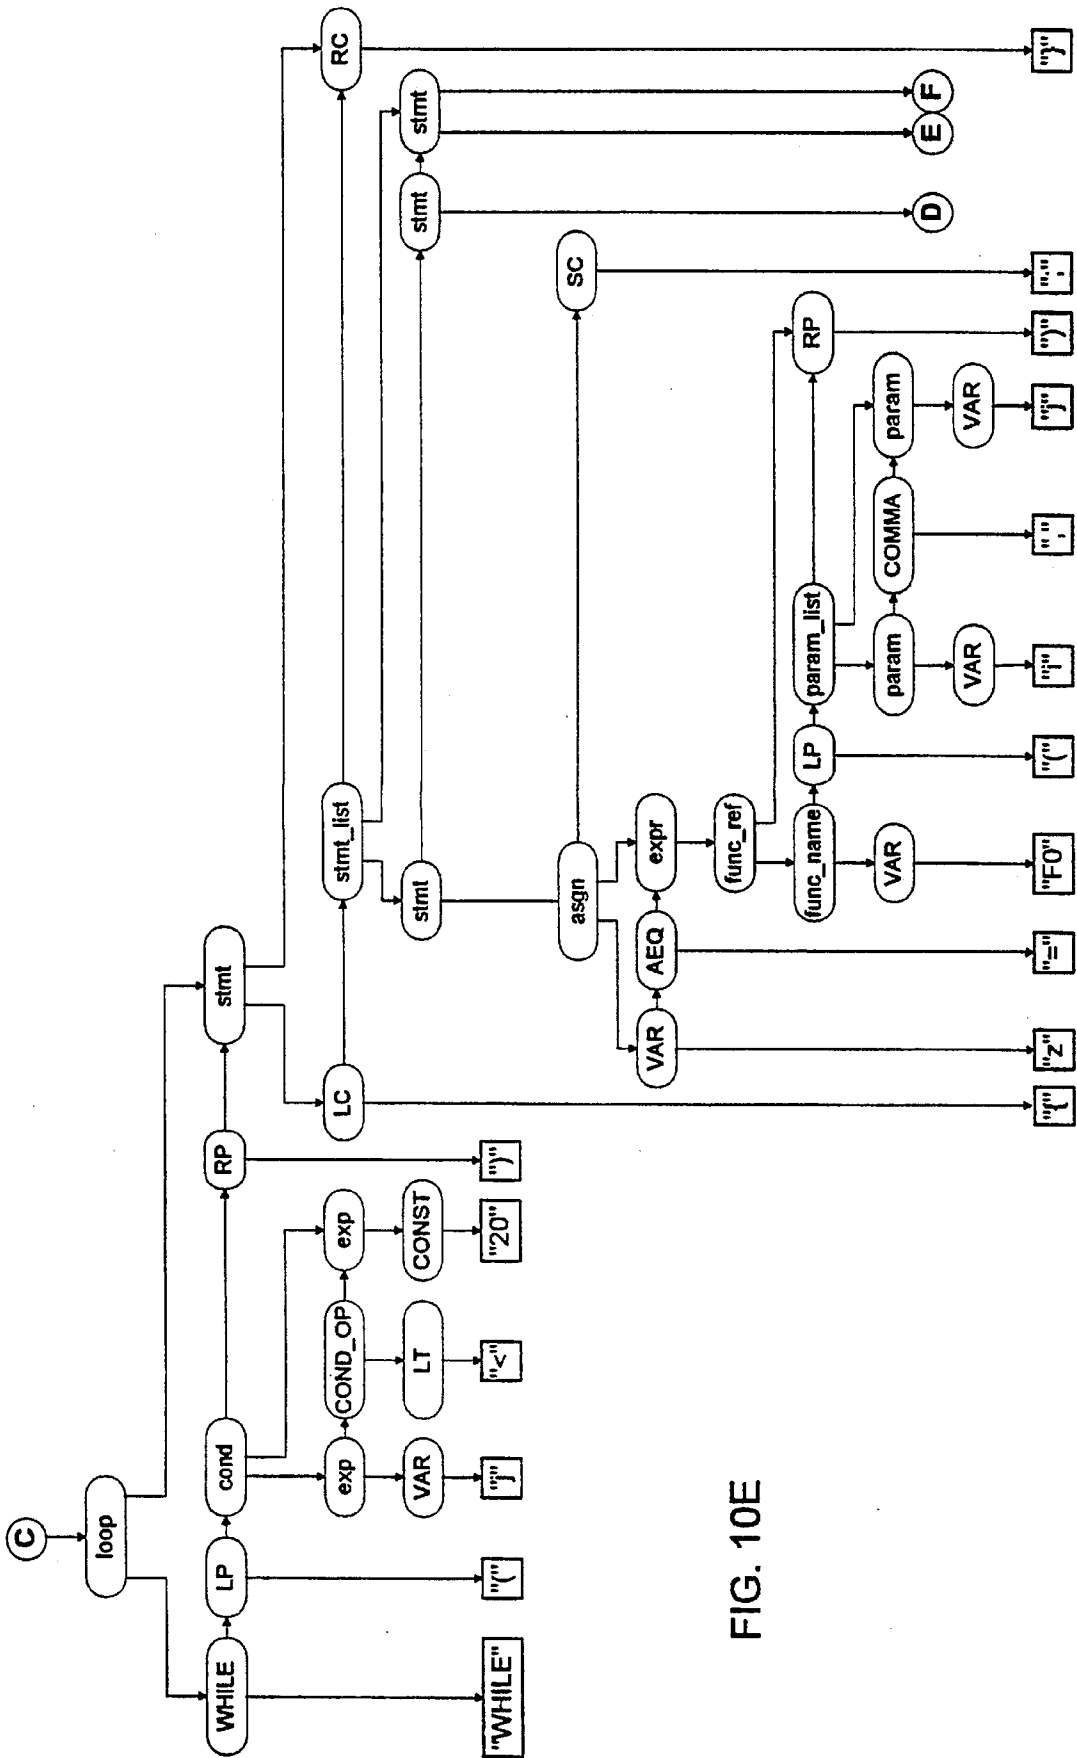 C
loop
WHILE LP cond RP stmt
exp COND_OP exp LC stmt_list RC
VAR LT CONST stmt stmt stmt
"WHILE" "(" "j" "<" "20" ")"
asgn SC
VAR AEQ expr
func_ref
func_name LP param_list RP
VAR param COMMA param
VAR VAR
D E F
"{" "z" "=" "F0" "(" "i" "," "j" ")" ";" "}"
FIG. 10E